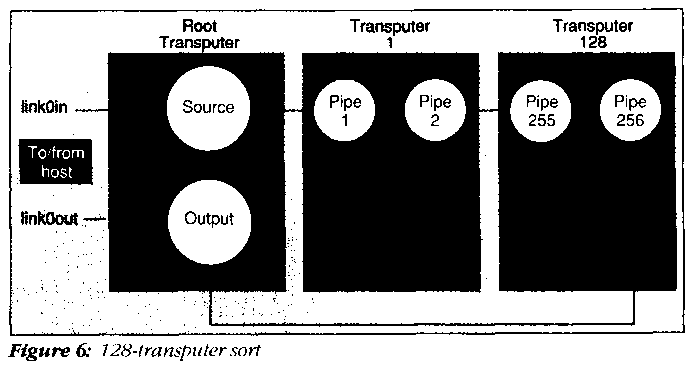 Root
Transputer
Transputer
1
Transputer
128
link0in
Source
Pipe
1
Pipe
2
Pipe
255
Pipe
256
To/from
host
link0out
Output
Figure 6: 128-transputer sort